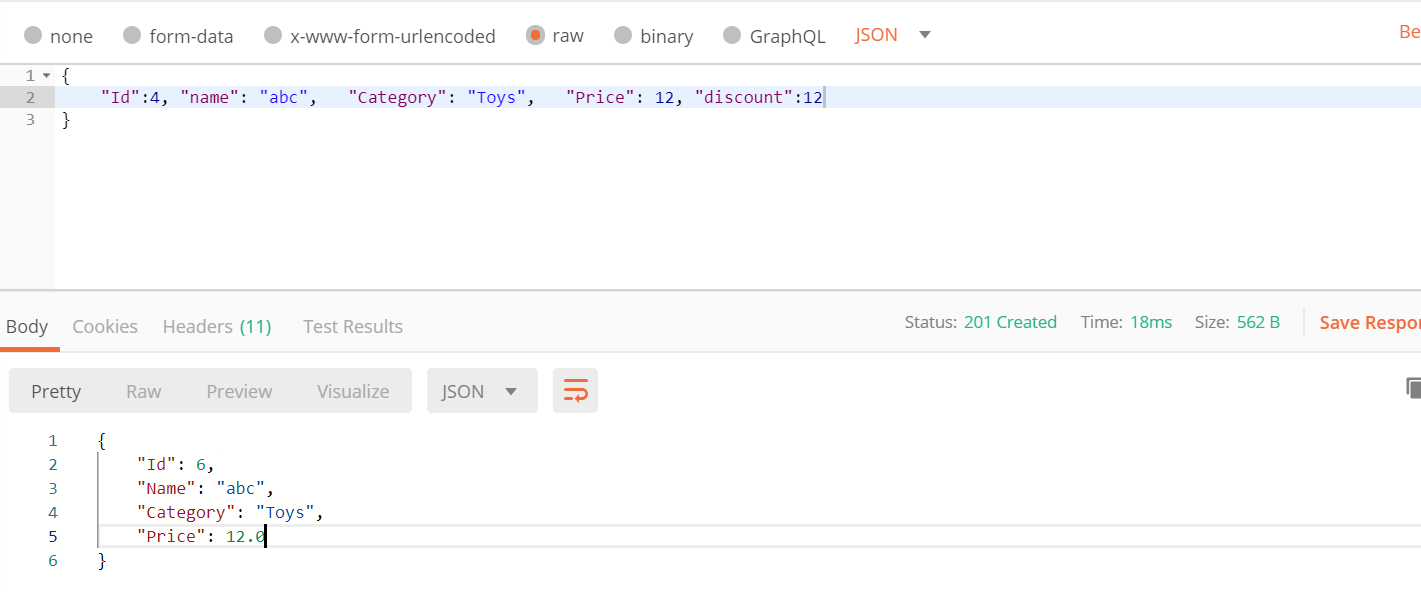 none form-data x-www-form-urlencoded raw binary GraphQL JSON Be
1 {
2 "Id":4, "name": "abc", "Category": "Toys", "Price": 12, "discount":12
3 }
Body Cookies Headers (11) Test Results Status: 201 Created Time: 18ms Size: 562 B Save Respon
Pretty Raw Preview Visualize JSON
1 {
2 "Id": 6,
3 "Name": "abc",
4 "Category": "Toys",
5 "Price": 12.0
6 }